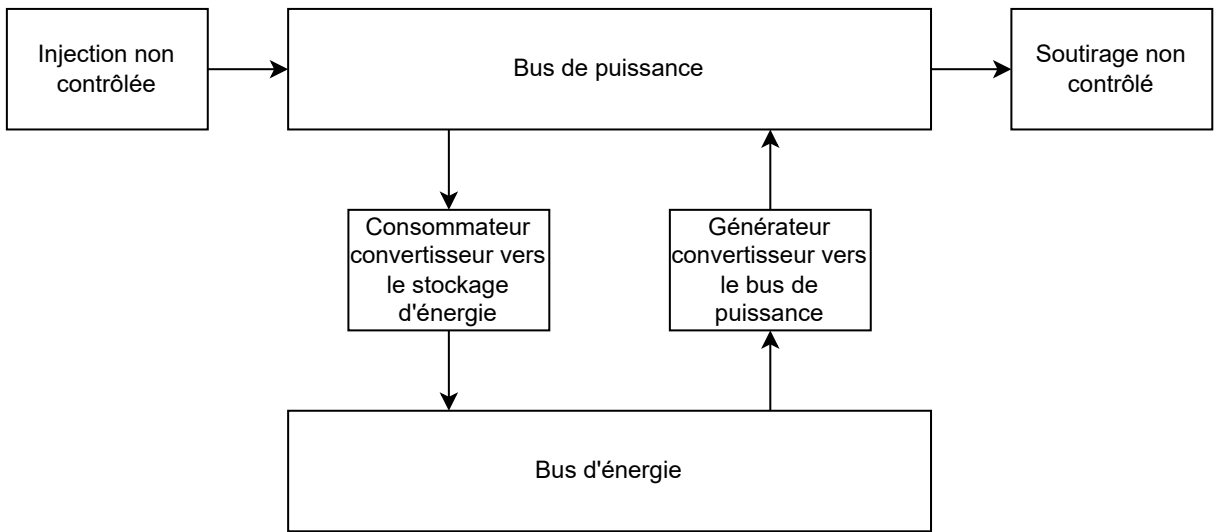 Injection non
contrôlée
Bus de puissance
Soutirage non
contrôlé
Consommateur
convertisseur vers
le stockage
d'énergie
Générateur
convertisseur vers
le bus de
puissance
Bus d'énergie